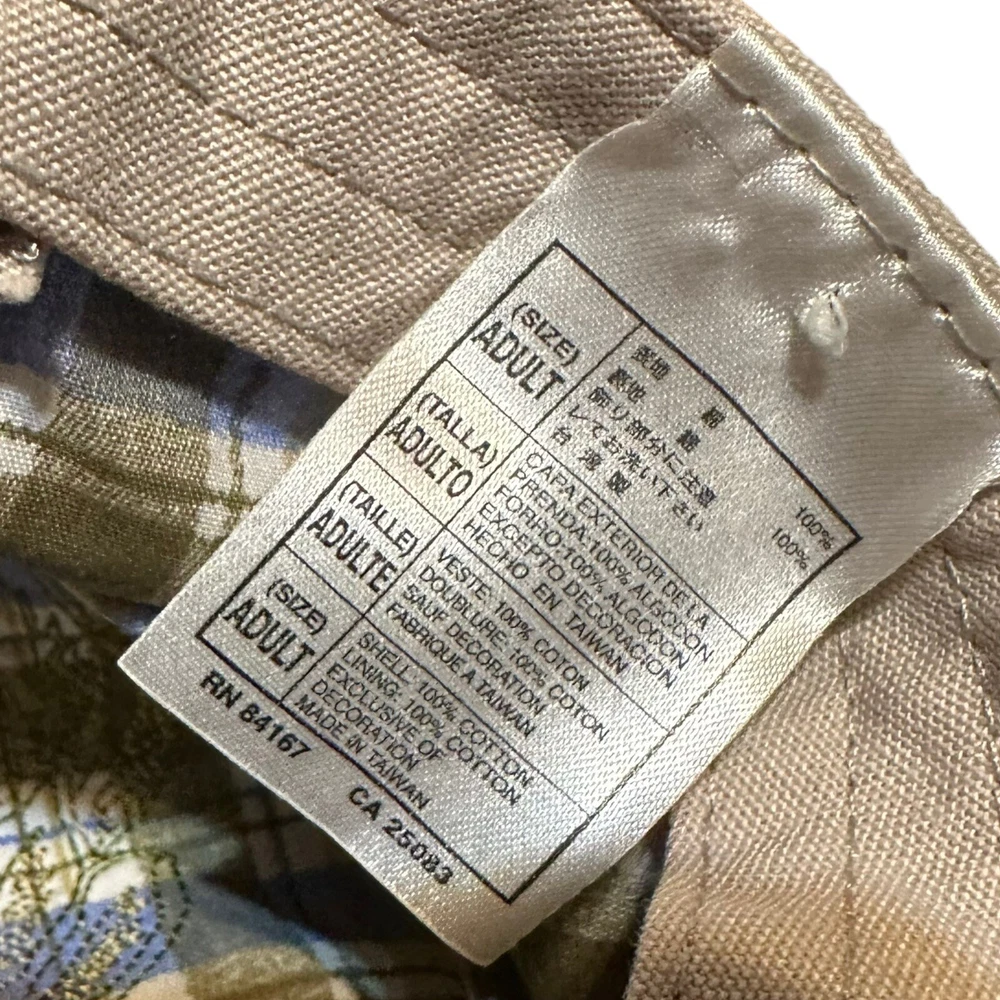 (SIZE)
ADULT
表地 綿 100%
裏地 綿 100%
飾り部分に注意
してお洗い下さい
台湾製
(TALLA)
ADULTO
CAPA EXTERIOR DE LA
PRENDA: 100% ALGODON
FORRO: 100% ALGODON
EXCEPTO DECORACION
HECHO EN TAIWAN
(TAILLE)
ADULTE
VESTE: 100% COTON
DOUBLURE: 100% COTON
SAUF DECORATION
FABRIQUE A TAIWAN
(SIZE)
ADULT
SHELL: 100% COTTON
LINING: 100% COTTON
EXCLUSIVE OF
DECORATION
MADE IN TAIWAN
RN 84167
CA 25083